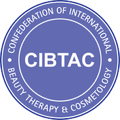 • CONFEDERATION OF INTERNATIONAL •
CIBTAC
BEAUTY THERAPY & COSMETOLOGY